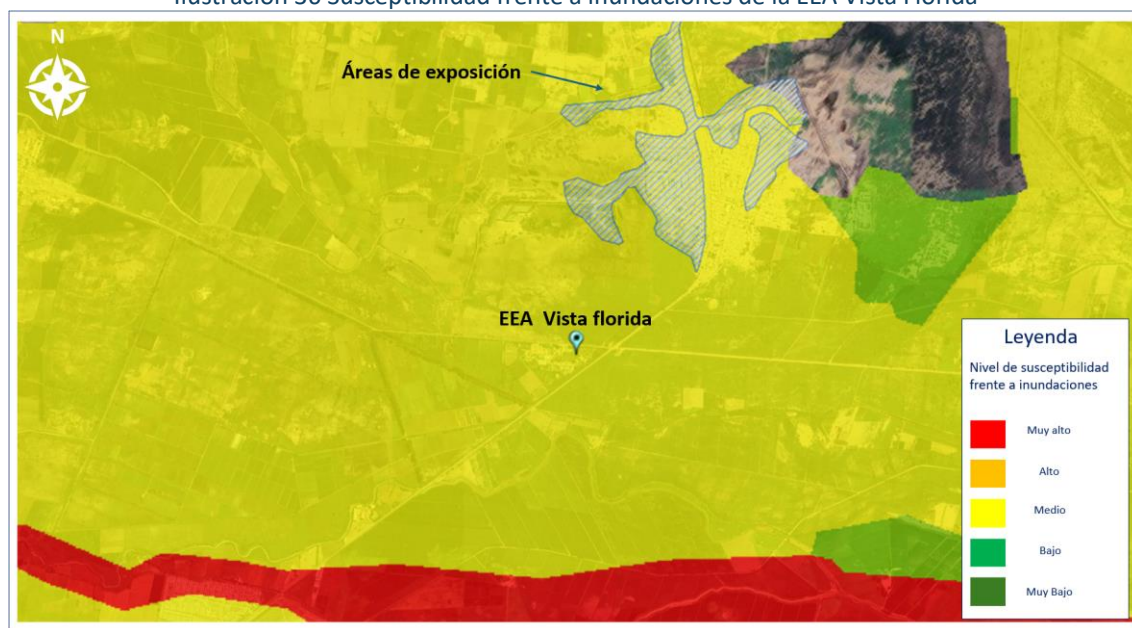 Ilustración 36 Susceptibilidad frente a inundaciones de la EEA Vista Florida
N
Áreas de exposición
EEA Vista florida
Leyenda
Nivel de susceptibilidad
frente a inundaciones
Muy alto
Alto
Medio
Bajo
Muy Bajo